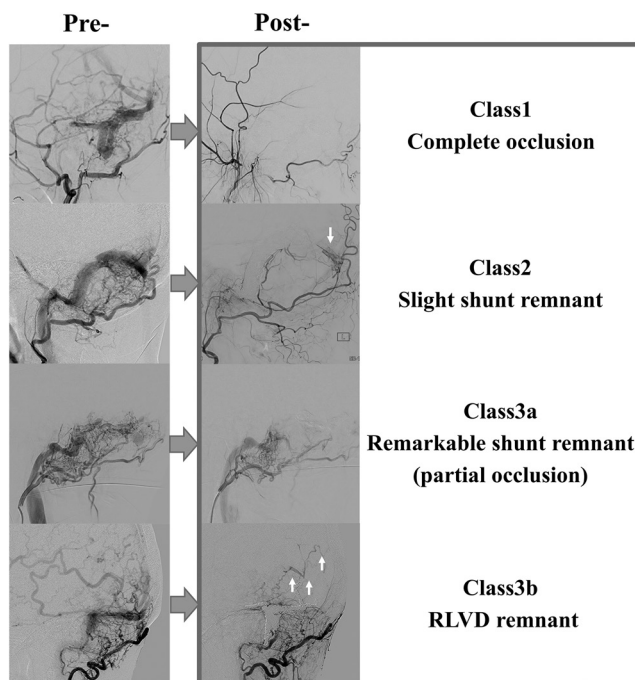 Pre-
Post-
Class1
Complete occlusion
Class2
Slight shunt remnant
Class3a
Remarkable shunt remnant
(partial occlusion)
Class3b
RLVD remnant